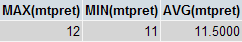 MAX(mtpret) MIN(mtpret) AVG(mtpret)
12 11 11.5000